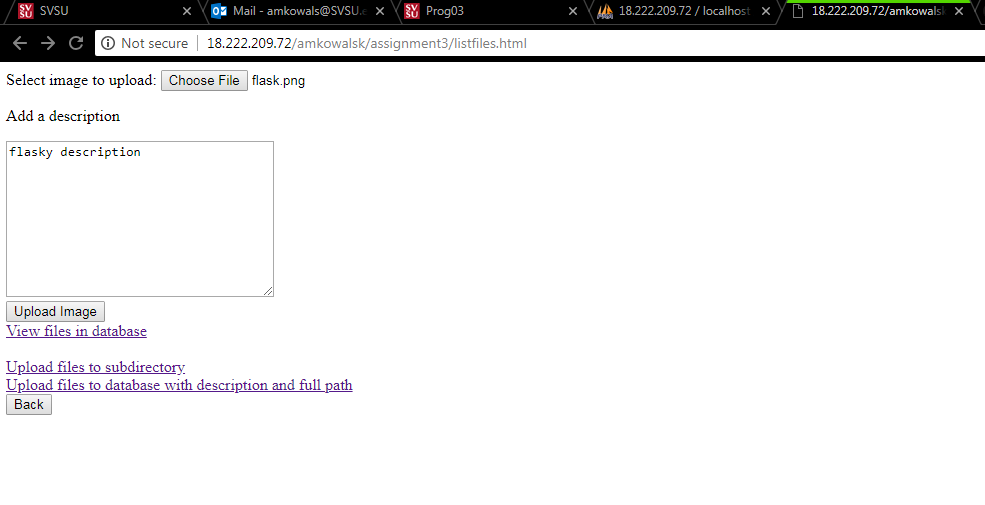 SVSU
Mail - amkowals@SVSU.e
Prog03
18.222.209.72 / localhost
18.222.209.72/amkowalsk
Not secure
18.222.209.72/amkowalsk/assignment3/listfiles.html
Select image to upload: Choose File flask.png
Add a description
flasky description
Upload Image
View files in database
Upload files to subdirectory
Upload files to database with description and full path
Back